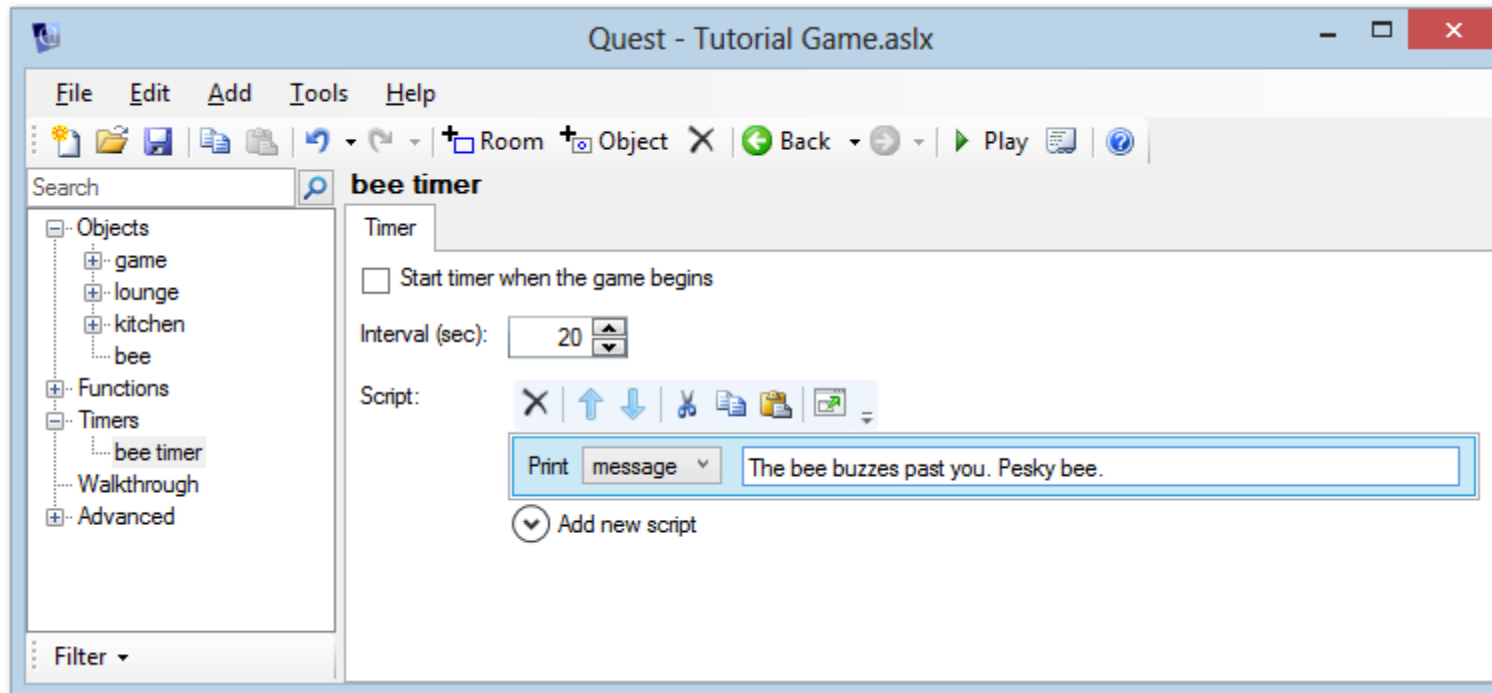 Quest - Tutorial Game.aslx
File Edit Add Tools Help
Room Object Back Play
Search
bee timer
Objects
game
lounge
kitchen
bee
Functions
Timers
bee timer
Walkthrough
Advanced
Filter
Timer
Start timer when the game begins
Interval (sec): 20
Script:
Print message The bee buzzes past you. Pesky bee.
Add new script